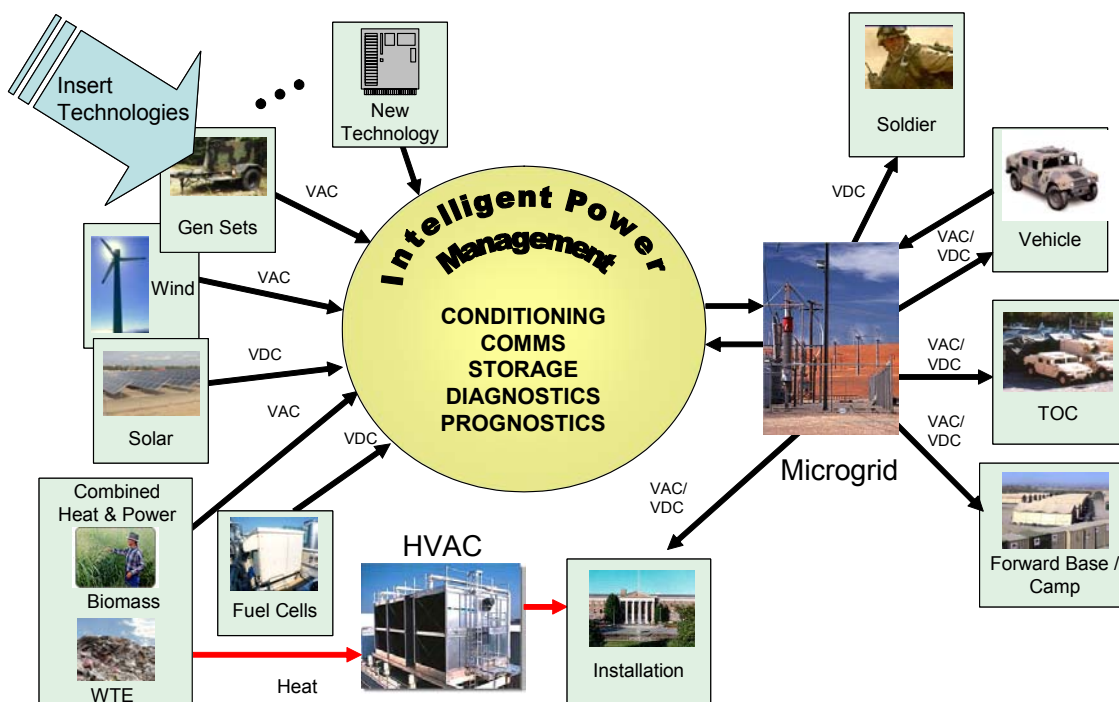 Insert
Technologies
New
Technology
Gen Sets
VAC
Wind
VAC
Solar
VDC
Combined
Heat & Power
Biomass
WTE
VAC
Fuel Cells
VDC
Heat
HVAC
Intelligent Power
Management
CONDITIONING
COMMS
STORAGE
DIAGNOSTICS
PROGNOSTICS
Microgrid
Soldier
VDC
Vehicle
VAC/
VDC
TOC
VAC/
VDC
Forward Base /
Camp
VAC/
VDC
Installation
VAC/
VDC